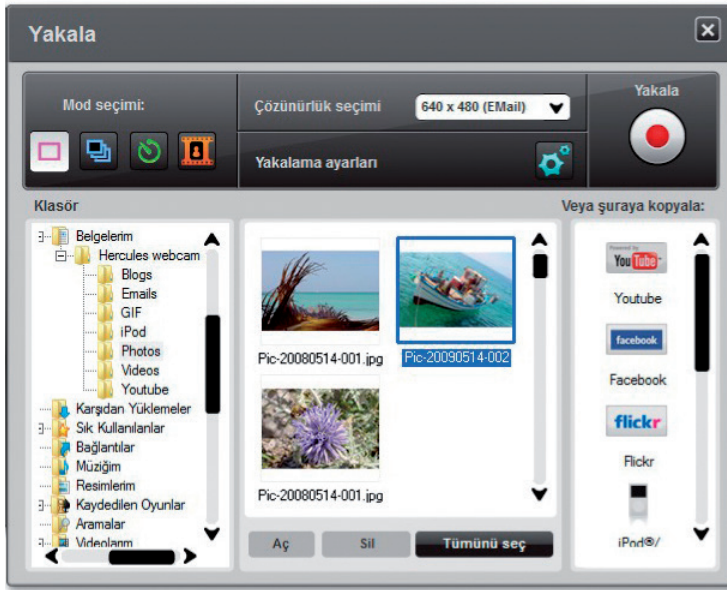 Yakala
Mod seçimi:
Çözünürlük seçimi
640 x 480 (EMail)
Yakala
Yakalama ayarları
Klasör
Veya şuraya kopyala:
Belgelerim
Hercules webcam
Blogs
Emails
GIF
iPod
Photos
Videos
Youtube
Karşıdan Yüklemeler
Sık Kullanılanlar
Bağlantılar
Müziğim
Resimlerim
Kaydedilen Oyunlar
Aramalar
Videolarım
Pic-20080514-001.jpg
Pic-20090514-002
Pic-20080514-001.jpg
Aç
Sil
Tümünü seç
Powered by
YouTube
Youtube
facebook
Facebook
flickr
Flickr
iPod®/